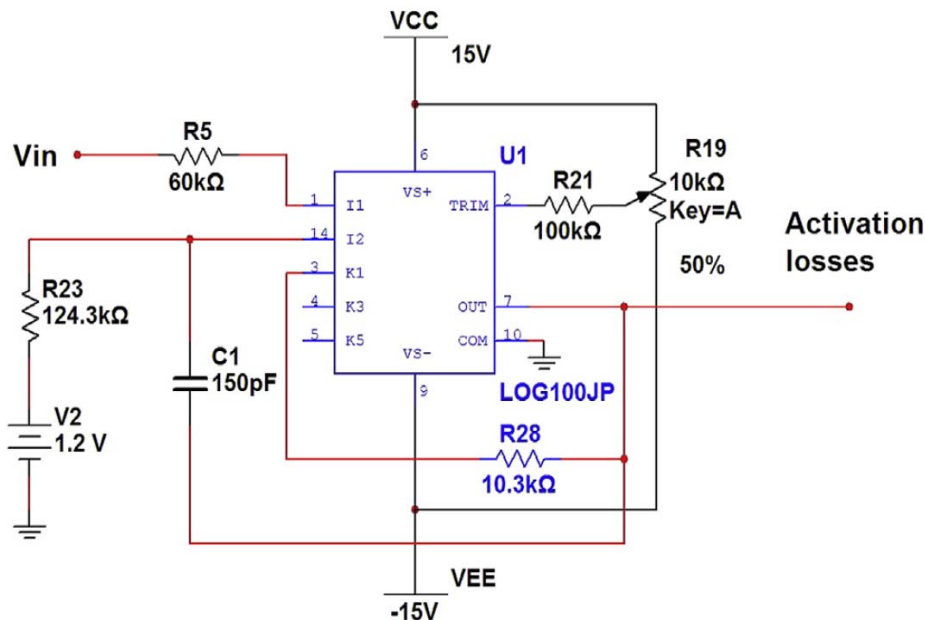 VCC
15V
R5
Vin
60kΩ
6
U1
VS+
1
I1
TRIM
2
R21
100kΩ
R19
10kΩ
Key=A
50%
14
I2
3
K1
4
K3
5
K5
OUT
7
COM
10
VS-
9
Activation
losses
R23
124.3kΩ
C1
150pF
LOG100JP
V2
1.2 V
R28
10.3kΩ
VEE
-15V